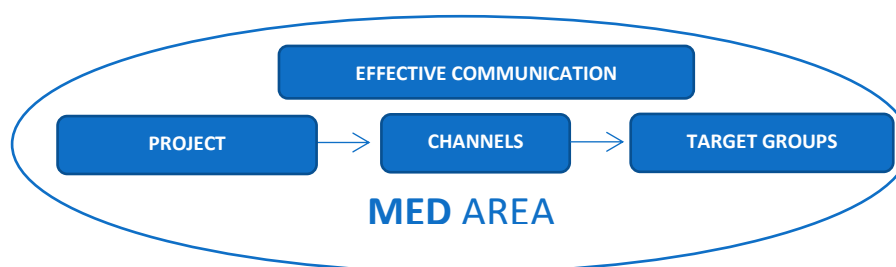 EFFECTIVE COMMUNICATION
PROJECT
CHANNELS
TARGET GROUPS
MED AREA